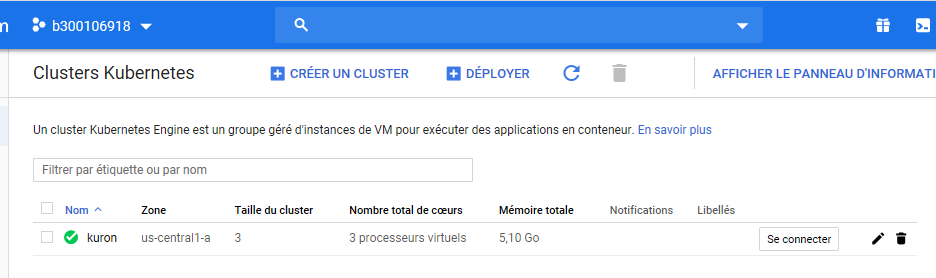 m b300106918
Clusters Kubernetes CRÉER UN CLUSTER DÉPLOYER AFFICHER LE PANNEAU D'INFORMATI
Un cluster Kubernetes Engine est un groupe géré d'instances de VM pour exécuter des applications en conteneur. En savoir plus
Filtrer par étiquette ou par nom
Nom Zone Taille du cluster Nombre total de cœurs Mémoire totale Notifications Libellés
kuron us-central1-a 3 3 processeurs virtuels 5,10 Go Se connecter